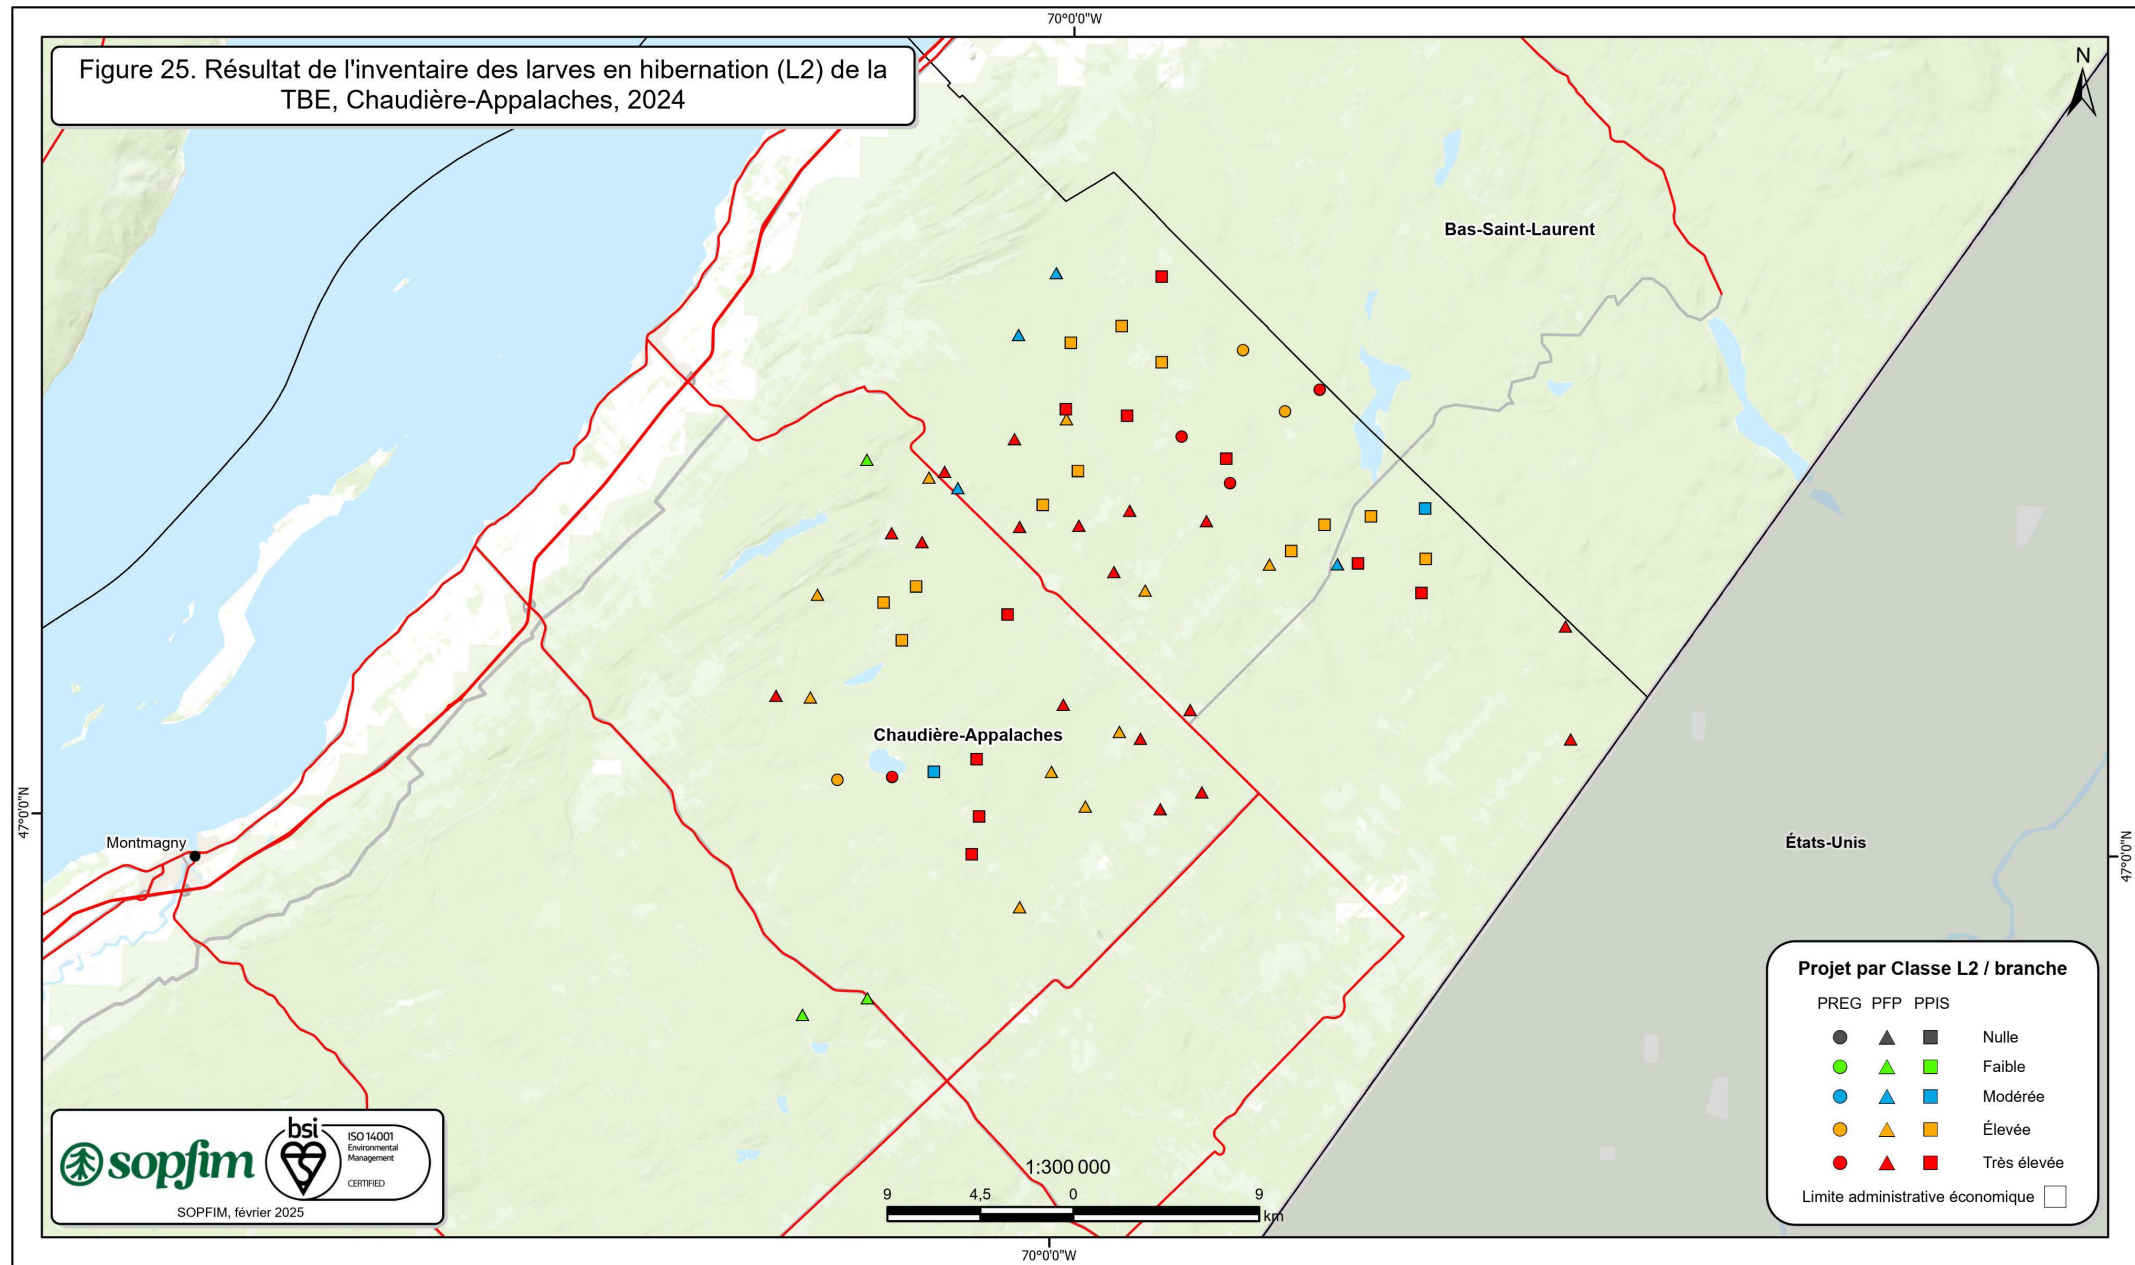 70°0'0"W
Figure 25. Résultat de l'inventaire des larves en hibernation (L2) de la
TBE, Chaudière-Appalaches, 2024
N
Bas-Saint-Laurent
Chaudière-Appalaches
47°0'0"N
Montmagny
États-Unis
47°0'0"N
Projet par Classe L2 / branche
PREG PFP PPIS
Nulle
Faible
Modérée
Élevée
Très élevée
Limite administrative économique
sopfim
bsi
ISO 14001
Environmental
Management
CERTIFIED
SOPFIM, février 2025
1:300 000
9 4,5 0 9
km
70°0'0"W